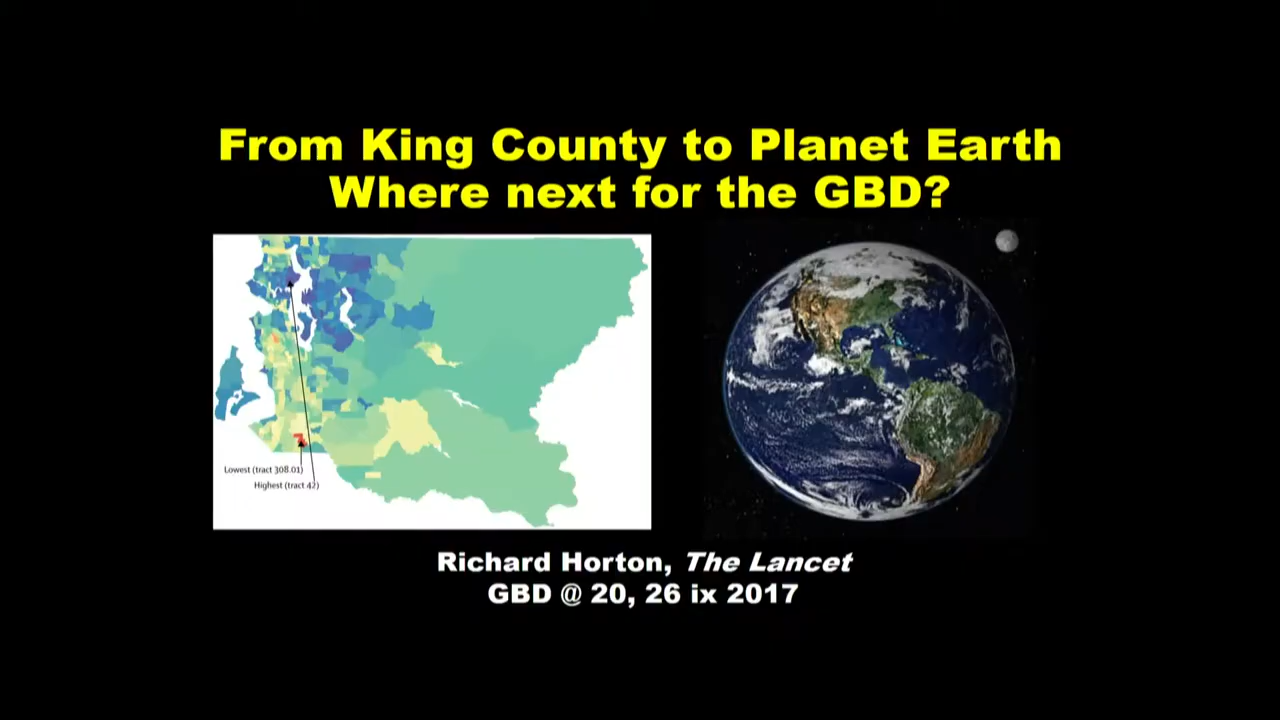 From King County to Planet Earth
Where next for the GBD?
Lowest (tract 308.01)
Highest (tract 42)
Richard Horton, The Lancet
GBD @ 20, 26 ix 2017